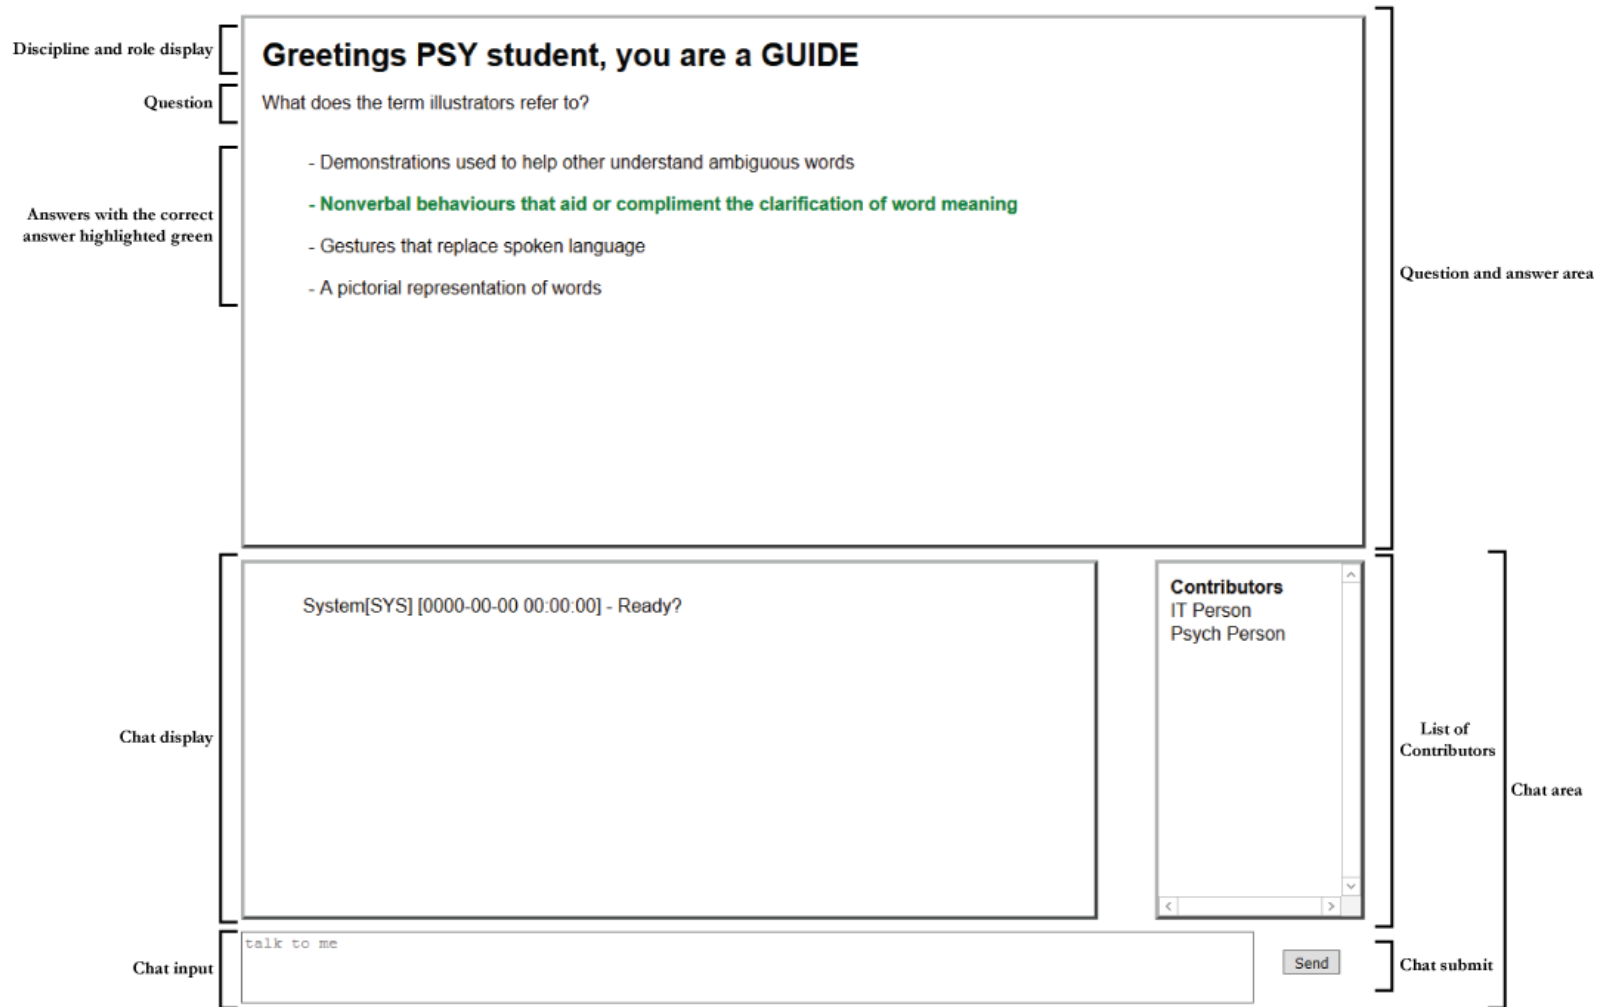 Discipline and role display
Greetings PSY student, you are a GUIDE
Question
What does the term illustrators refer to?
- Demonstrations used to help other understand ambiguous words
Answers with the correct
answer highlighted green
- Nonverbal behaviours that aid or compliment the clarification of word meaning
- Gestures that replace spoken language
- A pictorial representation of words
Question and answer area
System[SYS] [0000-00-00 00:00:00] - Ready?
Contributors
IT Person
Psych Person
Chat display
List of
Contributors
Chat area
Chat input
talk to me
Send
Chat submit